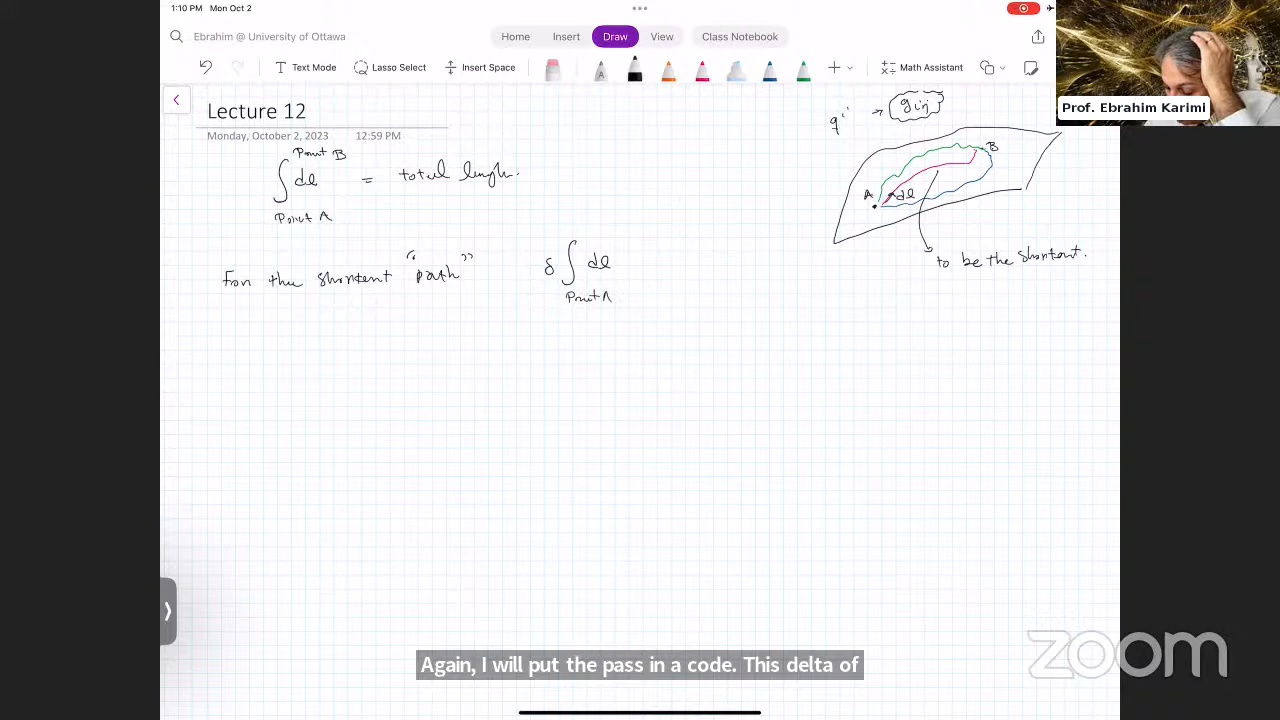 1:10 PM Mon Oct 2
Ebrahim @ University of Ottawa
Home Insert Draw View Class Notebook
Text Mode Lasso Select Insert Math Assistant
A
Prof. Ebrahim Karimi
Lecture 12
Monday, October 2, 2023 12:59 PM
q^i → g_ij
Point B
∫ dl = total length.
Point A
A dl B
to be the shortest.
For the shortest "path" δ ∫ dl
Point A
Again, I will put the pass in a code. This delta of
zoom